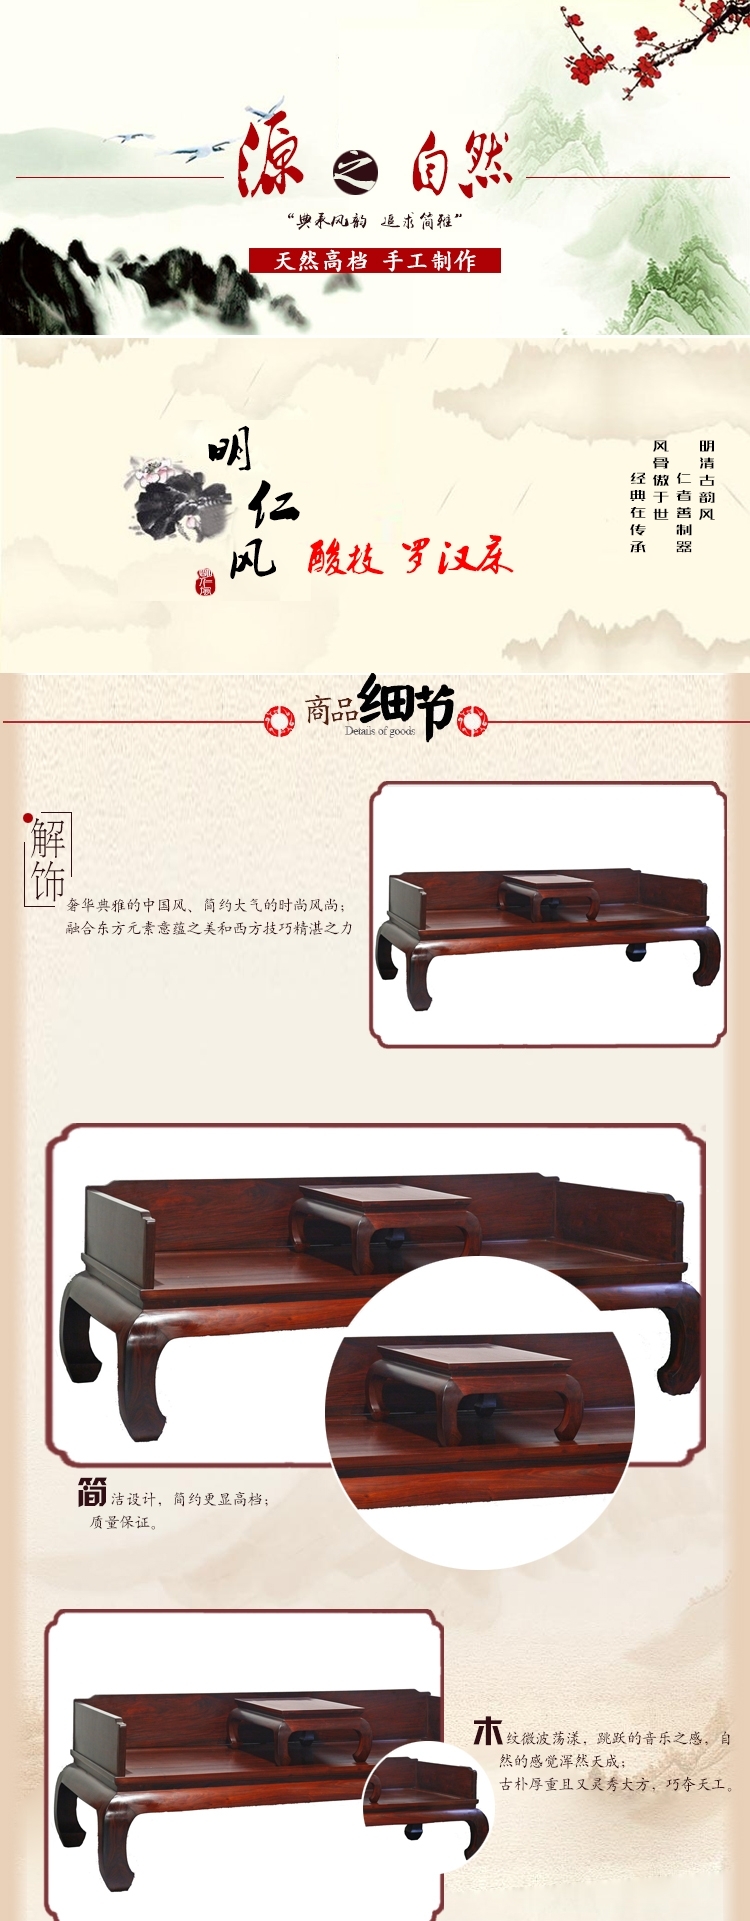 源之自然
“典承风韵 追求简雅”
天然高档 手工制作
明仁风
酸枝 罗汉床
明清古韵风
仁者善制器
风骨傲于世
经典在传承
商品细节
Details of goods
解饰
奢华典雅的中国风、简约大气的时尚风尚；
融合东方元素意蕴之美和西方技巧精湛之力
简洁设计，简约更显高档；
质量保证。
木纹微波荡漾，跳跃的音乐之感，自
然的感觉浑然天成；
古朴厚重且又灵秀大方，巧夺天工。